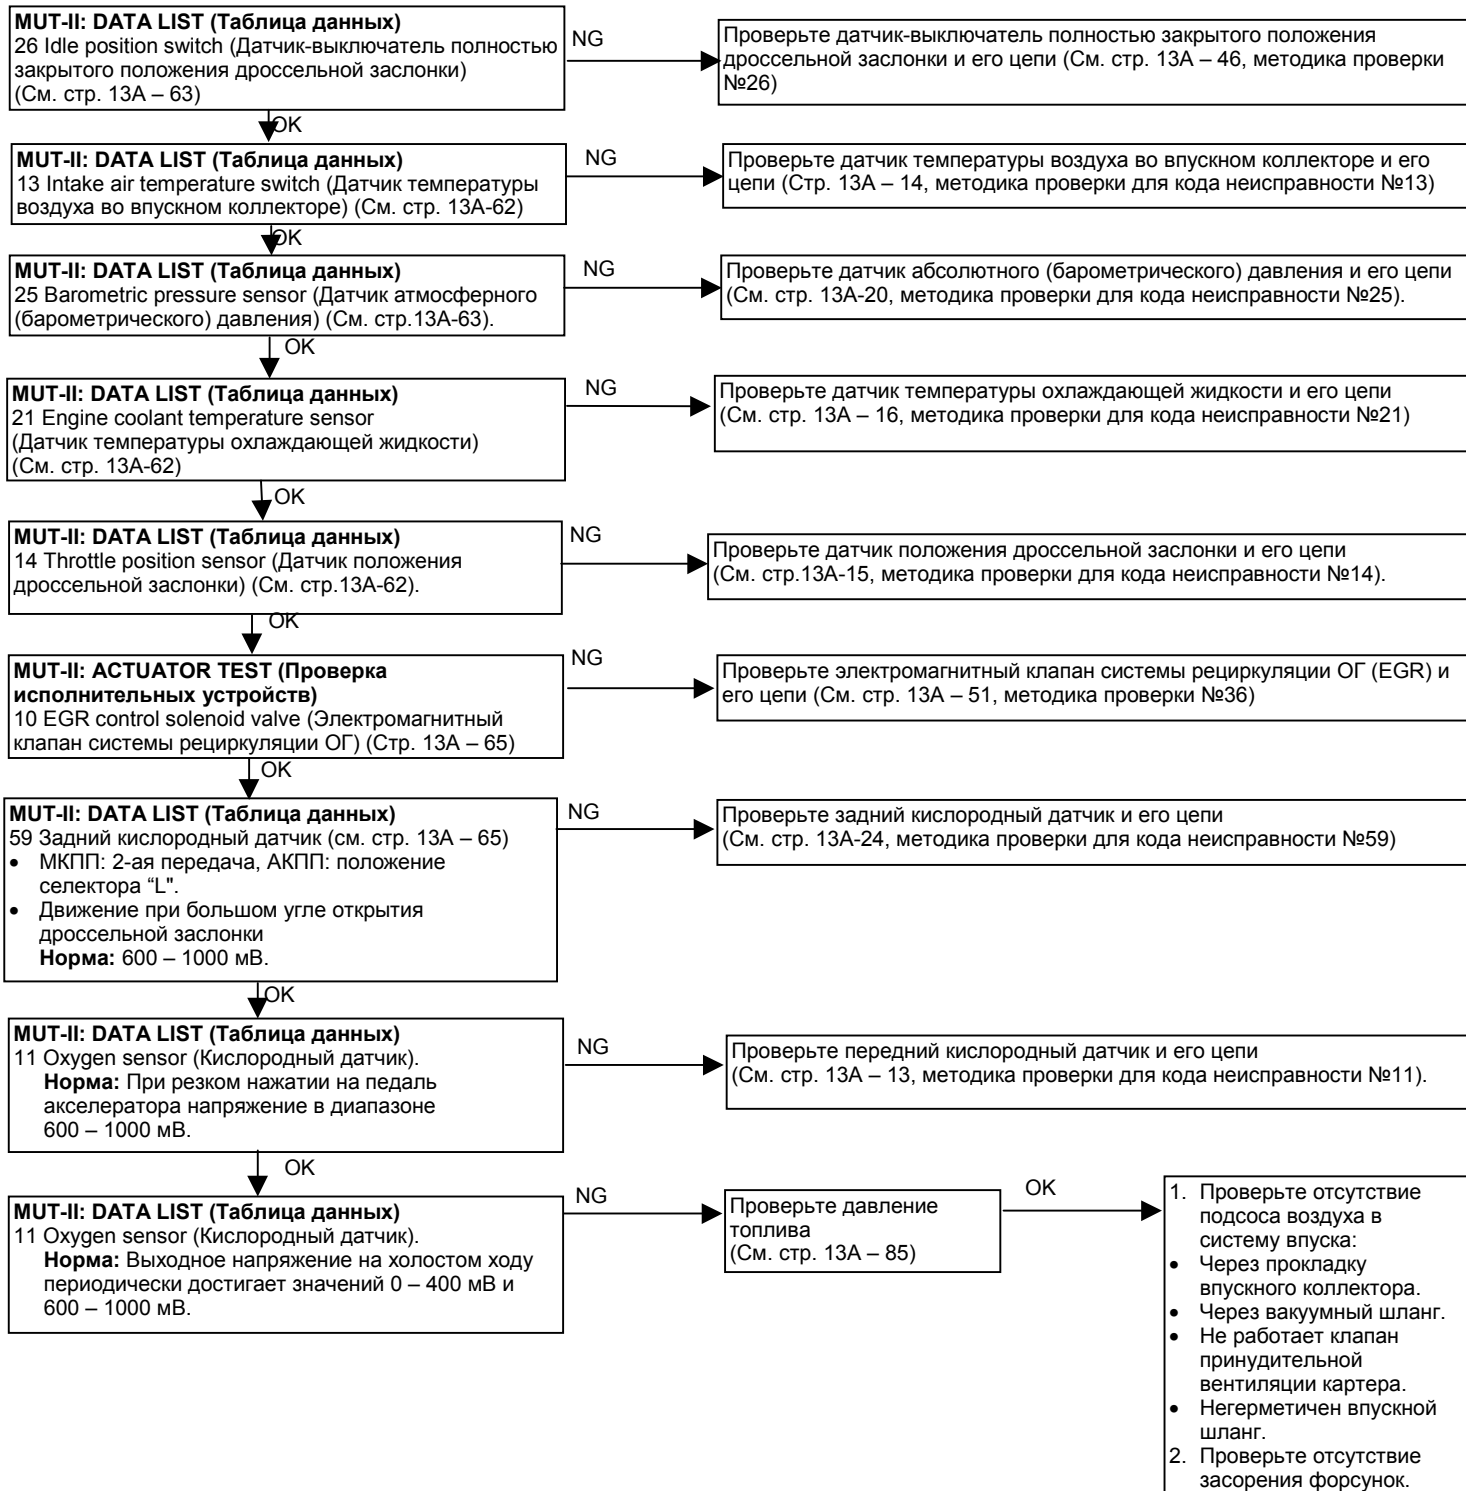 MUT-II: DATA LIST (Таблица данных)
26 Idle position switch (Датчик-выключатель полностью
закрытого положения дроссельной заслонки)
(См. стр. 13А – 63)
NG
Проверьте датчик-выключатель полностью закрытого положения
дроссельной заслонки и его цепи (См. стр. 13А – 46, методика проверки
№26)
OK
MUT-II: DATA LIST (Таблица данных)
13 Intake air temperature switch (Датчик температуры
воздуха во впускном коллекторе) (См. стр. 13А-62)
NG
Проверьте датчик температуры воздуха во впускном коллекторе и его
цепи (Стр. 13А – 14, методика проверки для кода неисправности №13)
OK
MUT-II: DATA LIST (Таблица данных)
25 Barometric pressure sensor (Датчик атмосферного
(барометрического) давления) (См. стр.13А-63).
NG
Проверьте датчик абсолютного (барометрического) давления и его цепи
(См. стр. 13А-20, методика проверки для кода неисправности №25).
OK
MUT-II: DATA LIST (Таблица данных)
21 Engine coolant temperature sensor
(Датчик температуры охлаждающей жидкости)
(См. стр. 13А-62)
NG
Проверьте датчик температуры охлаждающей жидкости и его цепи
(См. стр. 13А – 16, методика проверки для кода неисправности №21)
OK
MUT-II: DATA LIST (Таблица данных)
14 Throttle position sensor (Датчик положения
дроссельной заслонки) (См. стр.13А-62).
NG
Проверьте датчик положения дроссельной заслонки и его цепи
(См. стр.13А-15, методика проверки для кода неисправности №14).
OK
MUT-II: ACTUATOR TEST (Проверка
исполнительных устройств)
10 EGR control solenoid valve (Электромагнитный
клапан системы рециркуляции ОГ) (Стр. 13А – 65)
NG
Проверьте электромагнитный клапан системы рециркуляции ОГ (EGR) и
его цепи (См. стр. 13А – 51, методика проверки №36)
OK
MUT-II: DATA LIST (Таблица данных)
59 Задний кислородный датчик (см. стр. 13А – 65)
• МКПП: 2-ая передача, АКПП: положение
селектора “L".
• Движение при большом угле открытия
дроссельной заслонки
Норма: 600 – 1000 мВ.
NG
Проверьте задний кислородный датчик и его цепи
(См. стр. 13А-24, методика проверки для кода неисправности №59)
OK
MUT-II: DATA LIST (Таблица данных)
11 Oxygen sensor (Кислородный датчик).
Норма: При резком нажатии на педаль
акселератора напряжение в диапазоне
600 – 1000 мВ.
NG
Проверьте передний кислородный датчик и его цепи
(См. стр. 13А – 13, методика проверки для кода неисправности №11).
OK
MUT-II: DATA LIST (Таблица данных)
11 Oxygen sensor (Кислородный датчик).
Норма: Выходное напряжение на холостом ходу
периодически достигает значений 0 – 400 мВ и
600 – 1000 мВ.
NG
Проверьте давление
топлива
(См. стр. 13А – 85)
OK
1. Проверьте отсутствие
подсоса воздуха в
систему впуска:
• Через прокладку
впускного коллектора.
• Через вакуумный шланг.
• Не работает клапан
принудительной
вентиляции картера.
• Негерметичен впускной
шланг.
2. Проверьте отсутствие
засорения форсунок.